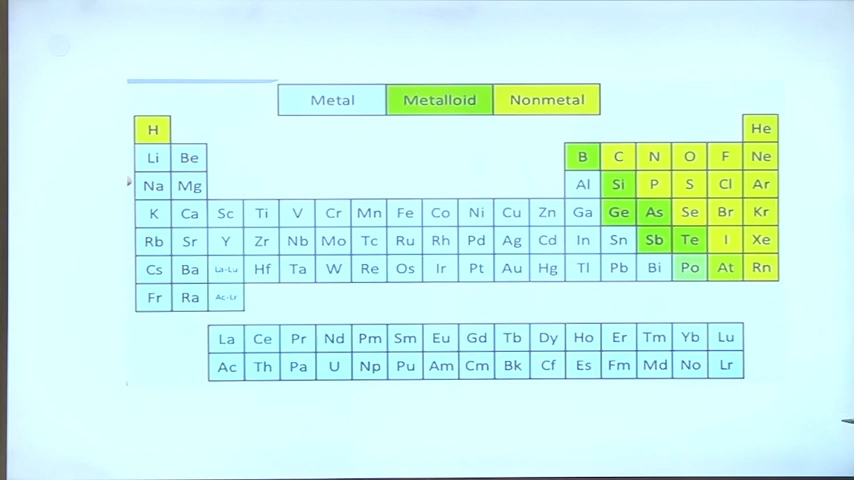 Metal Metalloid Nonmetal
H He
Li Be B C N O F Ne
Na Mg Al Si P S Cl Ar
K Ca Sc Ti V Cr Mn Fe Co Ni Cu Zn Ga Ge As Se Br Kr
Rb Sr Y Zr Nb Mo Tc Ru Rh Pd Ag Cd In Sn Sb Te I Xe
Cs Ba La-Lu Hf Ta W Re Os Ir Pt Au Hg Tl Pb Bi Po At Rn
Fr Ra Ac-Lr
La Ce Pr Nd Pm Sm Eu Gd Tb Dy Ho Er Tm Yb Lu
Ac Th Pa U Np Pu Am Cm Bk Cf Es Fm Md No Lr